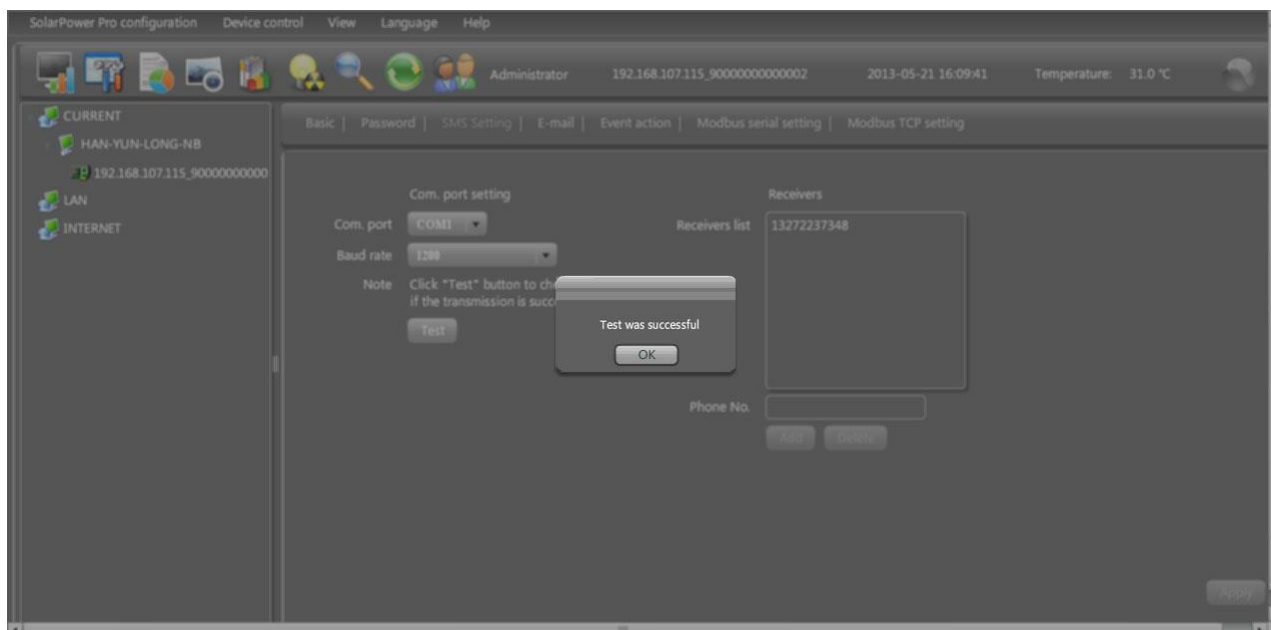 SolarPower Pro configuration Device control View Language Help
Administrator 192.168.107.115_90000000000002 2013-05-21 16:09:41 Temperature: 31.0 ℃
CURRENT
HAN-YUN-LONG-NB
192.168.107.115_90000000000
LAN
INTERNET
Basic | Password | SMS Setting | E-mail | Event action | Modbus serial setting | Modbus TCP setting
Com. port setting
Com. port COM1
Baud rate 1200
Note Click "Test" button to ch
if the transmission is succ
Test
Receivers
Receivers list 13272237348
Phone No.
Add Delete
Test was successful
OK
Apply